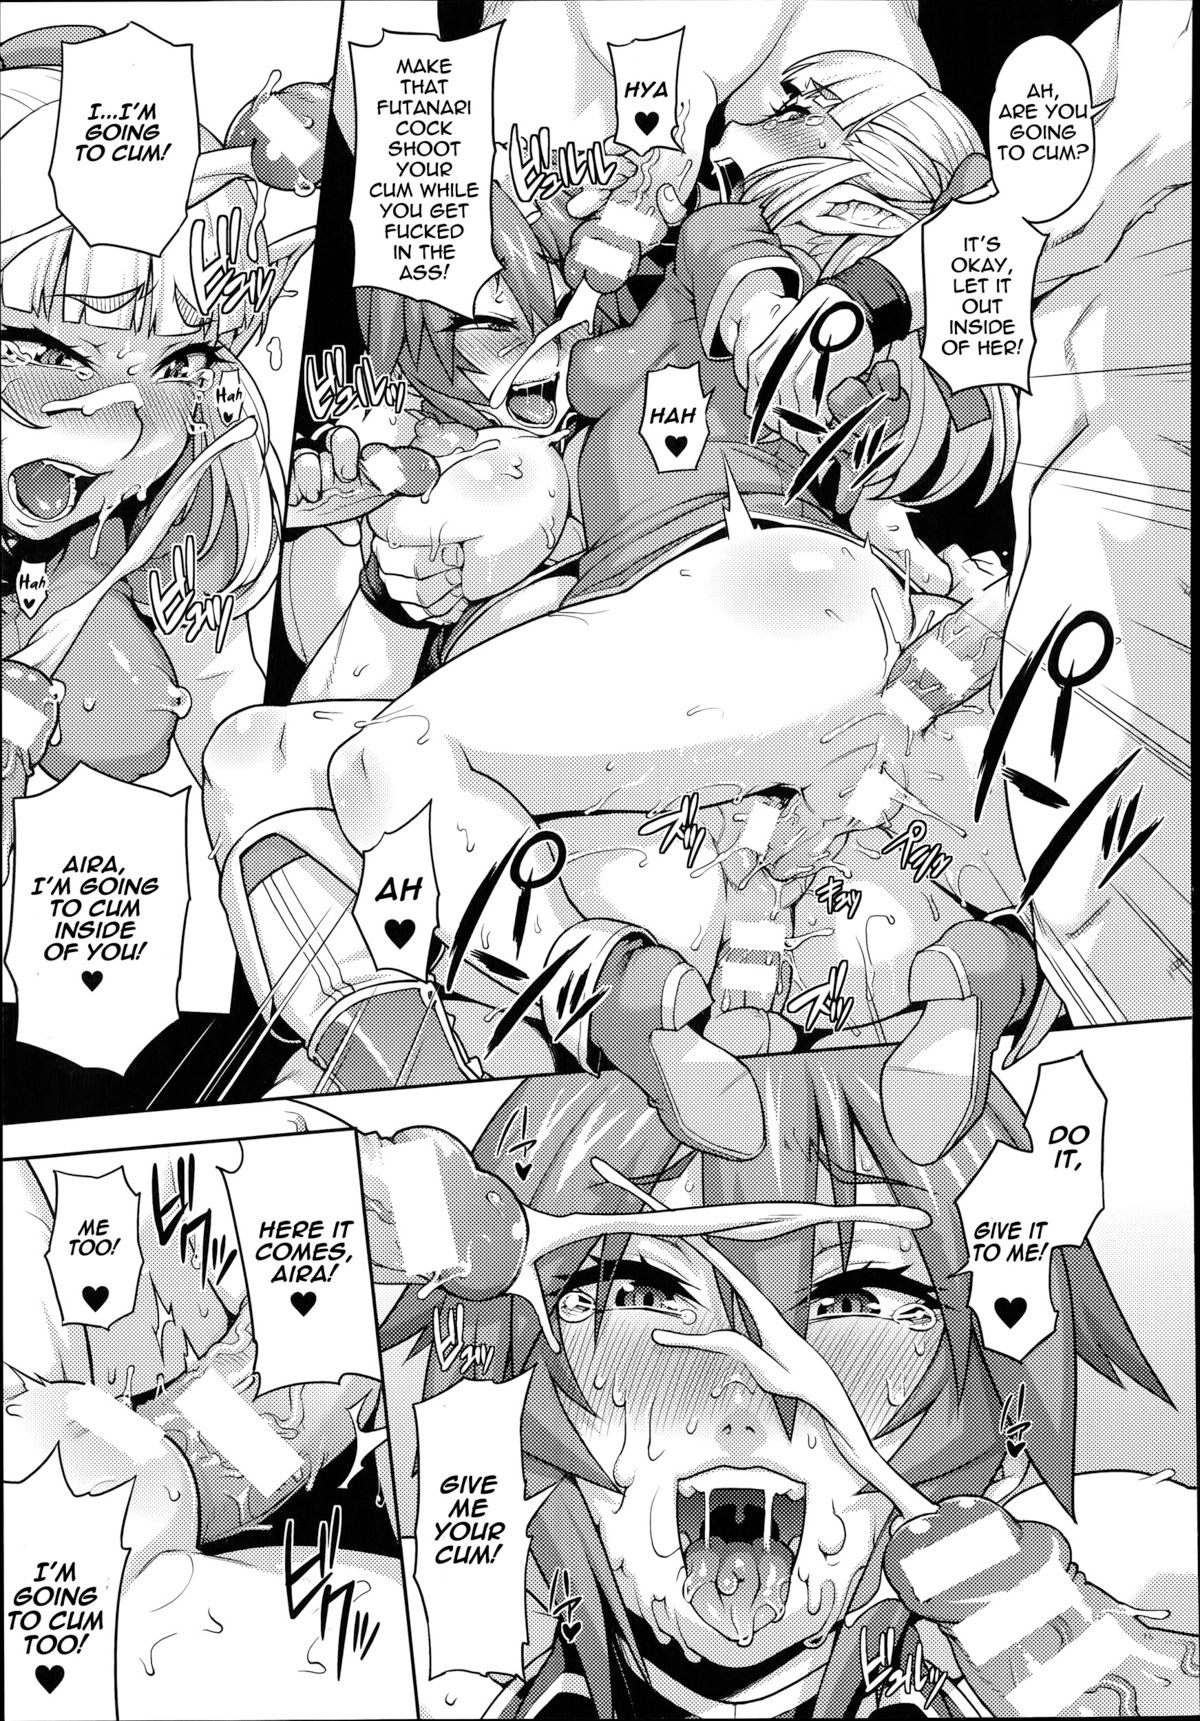 AH,
ARE YOU
GOING
TO CUM?
IT'S
OKAY,
LET IT
OUT
INSIDE
OF HER!
HYA
♥
MAKE
THAT
FUTANARI
COCK
SHOOT
YOUR
CUM WHILE
YOU GET
FUCKED
IN THE
ASS!
HAH
♥
AH
♥
I...I'M
GOING
TO CUM!
Hah
♥
Hah
♥
AIRA,
I'M GOING
TO CUM
INSIDE
OF YOU!
♥
DO
IT,
GIVE IT
TO ME!
♥
GIVE
ME
YOUR
CUM!
HERE IT
COMES,
AIRA!
♥
ME
TOO!
♥
I'M
GOING
TO CUM
TOO!
♥